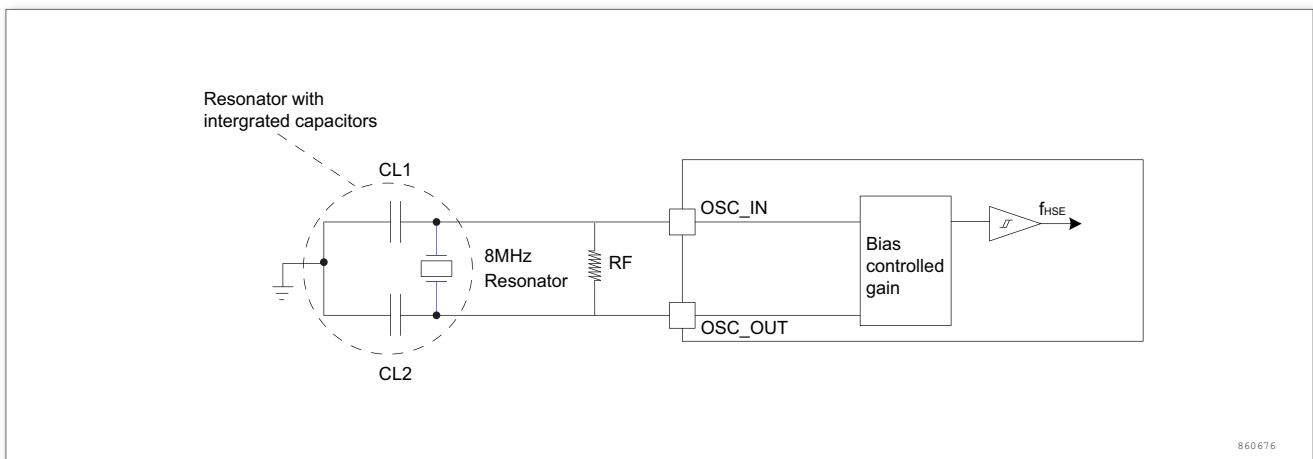 Resonator with
intergrated capacitors
CL1
OSC_IN
fHSE
8MHz
Resonator
RF
Bias
controlled
gain
OSC_OUT
CL2
860676